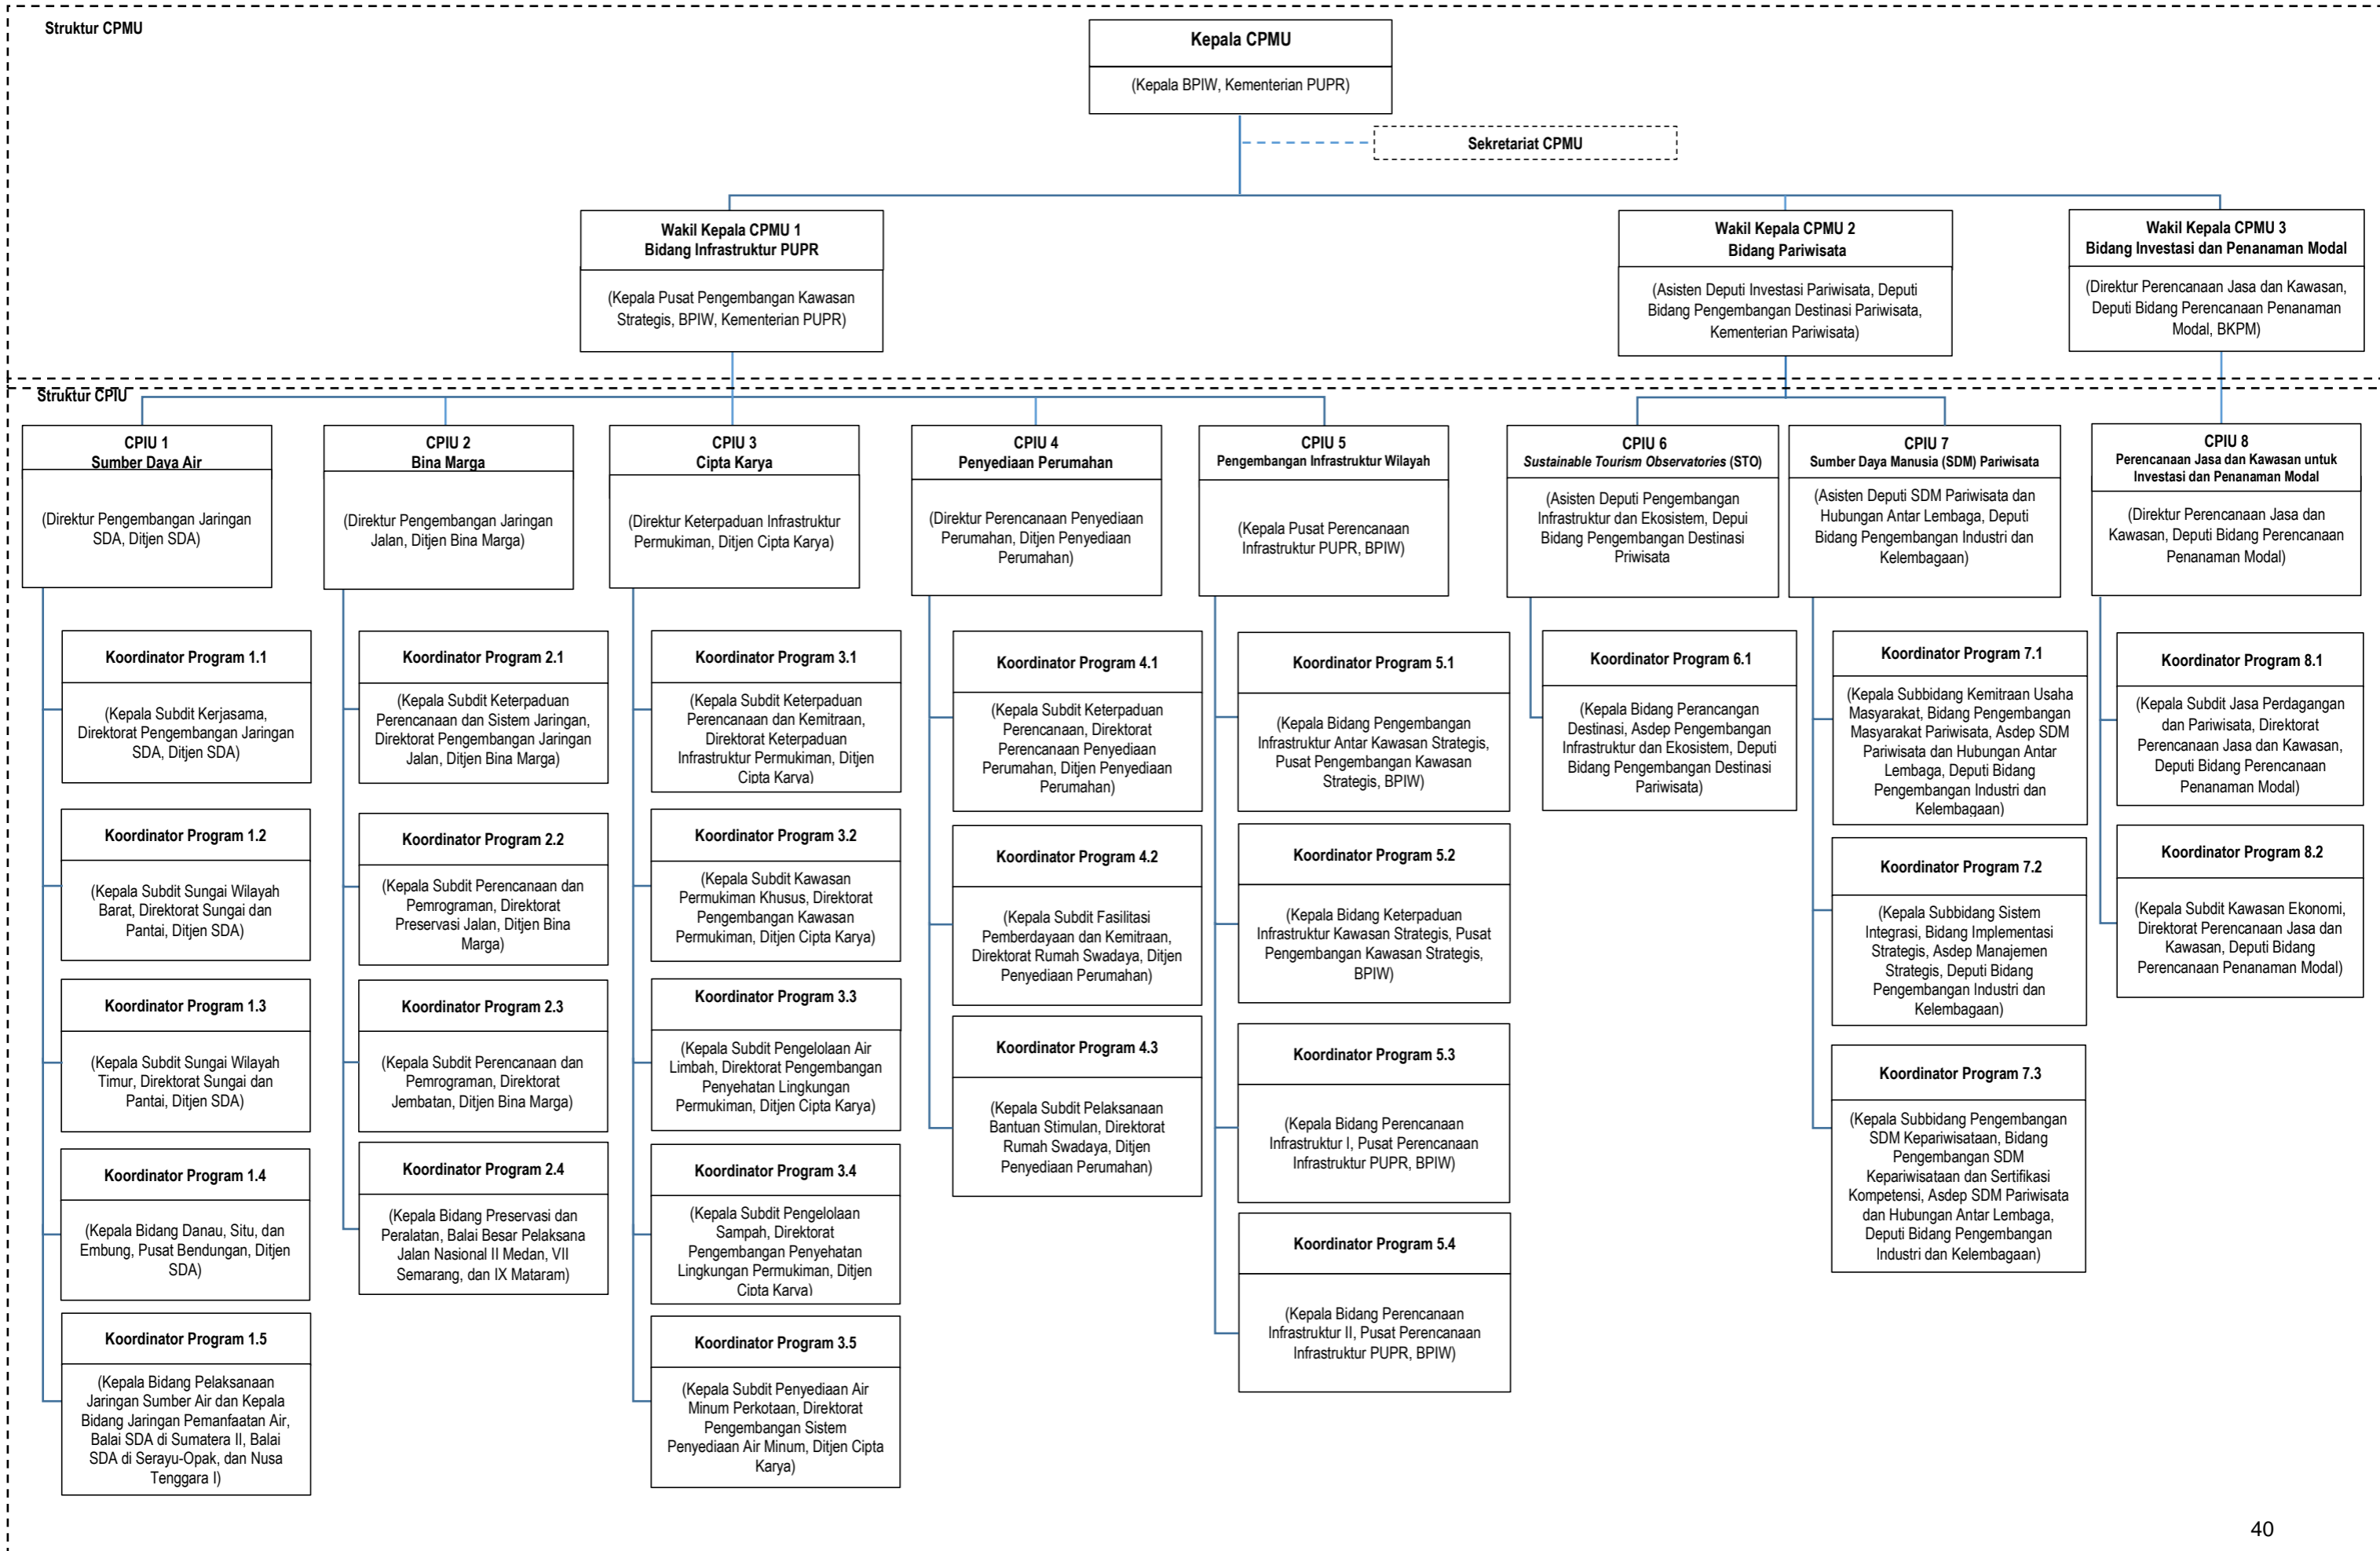 Struktur CPMU
Kepala CPMU
(Kepala BPIW, Kementerian PUPR)
Sekretariat CPMU
Wakil Kepala CPMU 1
Bidang Infrastruktur PUPR
(Kepala Pusat Pengembangan Kawasan
Strategis, BPIW, Kementerian PUPR)
Wakil Kepala CPMU 2
Bidang Pariwisata
(Asisten Deputi Investasi Pariwisata, Deputi
Bidang Pengembangan Destinasi Pariwisata,
Kementerian Pariwisata)
Wakil Kepala CPMU 3
Bidang Investasi dan Penanaman Modal
(Direktur Perencanaan Jasa dan Kawasan,
Deputi Bidang Perencanaan Penanaman
Modal, BKPM)
Struktur CPIU
CPIU 1
Sumber Daya Air
(Direktur Pengembangan Jaringan
SDA, Ditjen SDA)
Koordinator Program 1.1
(Kepala Subdit Kerjasama,
Direktorat Pengembangan Jaringan
SDA, Ditjen SDA)
Koordinator Program 1.2
(Kepala Subdit Sungai Wilayah
Barat, Direktorat Sungai dan
Pantai, Ditjen SDA)
Koordinator Program 1.3
(Kepala Subdit Sungai Wilayah
Timur, Direktorat Sungai dan
Pantai, Ditjen SDA)
Koordinator Program 1.4
(Kepala Bidang Danau, Situ, dan
Embung, Pusat Bendungan, Ditjen
SDA)
Koordinator Program 1.5
(Kepala Bidang Pelaksanaan
Jaringan Sumber Air dan Kepala
Bidang Jaringan Pemanfaatan Air,
Balai SDA di Sumatera II, Balai
SDA di Serayu-Opak, dan Nusa
Tenggara I)
CPIU 2
Bina Marga
(Direktur Pengembangan Jaringan
Jalan, Ditjen Bina Marga)
Koordinator Program 2.1
(Kepala Subdit Keterpaduan
Perencanaan dan Sistem Jaringan,
Direktorat Pengembangan Jaringan
Jalan, Ditjen Bina Marga)
Koordinator Program 2.2
(Kepala Subdit Perencanaan dan
Pemrograman, Direktorat
Preservasi Jalan, Ditjen Bina
Marga)
Koordinator Program 2.3
(Kepala Subdit Perencanaan dan
Pemrograman, Direktorat
Jembatan, Ditjen Bina Marga)
Koordinator Program 2.4
(Kepala Bidang Preservasi dan
Peralatan, Balai Besar Pelaksana
Jalan Nasional II Medan, VII
Semarang, dan IX Mataram)
CPIU 3
Cipta Karya
(Direktur Keterpaduan Infrastruktur
Permukiman, Ditjen Cipta Karya)
Koordinator Program 3.1
(Kepala Subdit Keterpaduan
Perencanaan dan Kemitraan,
Direktorat Keterpaduan
Infrastruktur Permukiman, Ditjen
Cipta Karya)
Koordinator Program 3.2
(Kepala Subdit Kawasan
Permukiman Khusus, Direktorat
Pengembangan Kawasan
Permukiman, Ditjen Cipta Karya)
Koordinator Program 3.3
(Kepala Subdit Pengelolaan Air
Limbah, Direktorat Pengembangan
Penyehatan Lingkungan
Permukiman, Ditjen Cipta Karya)
Koordinator Program 3.4
(Kepala Subdit Pengelolaan
Sampah, Direktorat
Pengembangan Penyehatan
Lingkungan Permukiman, Ditjen
Cipta Karya)
Koordinator Program 3.5
(Kepala Subdit Penyediaan Air
Minum Perkotaan, Direktorat
Pengembangan Sistem
Penyediaan Air Minum, Ditjen Cipta
Karya)
CPIU 4
Penyediaan Perumahan
(Direktur Perencanaan Penyediaan
Perumahan, Ditjen Penyediaan
Perumahan)
Koordinator Program 4.1
(Kepala Subdit Keterpaduan
Perencanaan, Direktorat
Perencanaan Penyediaan
Perumahan, Ditjen Penyediaan
Perumahan)
Koordinator Program 4.2
(Kepala Subdit Fasilitasi
Pemberdayaan dan Kemitraan,
Direktorat Rumah Swadaya, Ditjen
Penyediaan Perumahan)
Koordinator Program 4.3
(Kepala Subdit Pelaksanaan
Bantuan Stimulan, Direktorat
Rumah Swadaya, Ditjen
Penyediaan Perumahan)
CPIU 5
Pengembangan Infrastruktur Wilayah
(Kepala Pusat Perencanaan
Infrastruktur PUPR, BPIW)
Koordinator Program 5.1
(Kepala Bidang Pengembangan
Infrastruktur Antar Kawasan Strategis,
Pusat Pengembangan Kawasan
Strategis, BPIW)
Koordinator Program 5.2
(Kepala Bidang Keterpaduan
Infrastruktur Kawasan Strategis, Pusat
Pengembangan Kawasan Strategis,
BPIW)
Koordinator Program 5.3
(Kepala Bidang Perencanaan
Infrastruktur I, Pusat Perencanaan
Infrastruktur PUPR, BPIW)
Koordinator Program 5.4
(Kepala Bidang Perencanaan
Infrastruktur II, Pusat Perencanaan
Infrastruktur PUPR, BPIW)
CPIU 6
Sustainable Tourism Observatories (STO)
(Asisten Deputi Pengembangan
Infrastruktur dan Ekosistem, Depui
Bidang Pengembangan Destinasi
Priwisata
Koordinator Program 6.1
(Kepala Bidang Perancangan
Destinasi, Asdep Pengembangan
Infrastruktur dan Ekosistem, Deputi
Bidang Pengembangan Destinasi
Pariwisata)
CPIU 7
Sumber Daya Manusia (SDM) Pariwisata
(Asisten Deputi SDM Pariwisata dan
Hubungan Antar Lembaga, Deputi
Bidang Pengembangan Industri dan
Kelembagaan)
Koordinator Program 7.1
(Kepala Subbidang Kemitraan Usaha
Masyarakat, Bidang Pengembangan
Masyarakat Pariwisata, Asdep SDM
Pariwisata dan Hubungan Antar
Lembaga, Deputi Bidang
Pengembangan Industri dan
Kelembagaan)
Koordinator Program 7.2
(Kepala Subbidang Sistem
Integrasi, Bidang Implementasi
Strategis, Asdep Manajemen
Strategis, Deputi Bidang
Pengembangan Industri dan
Kelembagaan)
Koordinator Program 7.3
(Kepala Subbidang Pengembangan
SDM Kepariwisataan, Bidang
Pengembangan SDM
Kepariwisataan dan Sertifikasi
Kompetensi, Asdep SDM Pariwisata
dan Hubungan Antar Lembaga,
Deputi Bidang Pengembangan
Industri dan Kelembagaan)
CPIU 8
Perencanaan Jasa dan Kawasan untuk
Investasi dan Penanaman Modal
(Direktur Perencanaan Jasa dan
Kawasan, Deputi Bidang Perencanaan
Penanaman Modal)
Koordinator Program 8.1
(Kepala Subdit Jasa Perdagangan
dan Pariwisata, Direktorat
Perencanaan Jasa dan Kawasan,
Deputi Bidang Perencanaan
Penanaman Modal)
Koordinator Program 8.2
(Kepala Subdit Kawasan Ekonomi,
Direktorat Perencanaan Jasa dan
Kawasan, Deputi Bidang
Perencanaan Penanaman Modal)
40